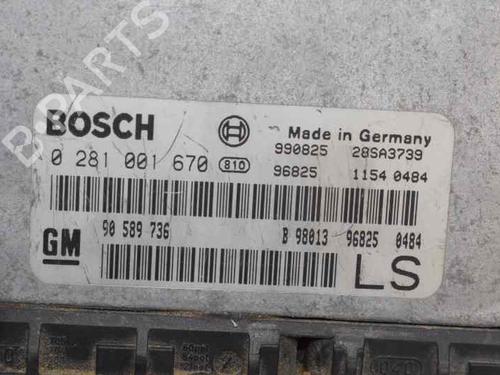 B-PARTS
BOSCH
Made in Germany
0 281 001 670 810
990825 28SA3739
96825 1154 0484
GM
90 589 736
B 98013 96825 0484
LS